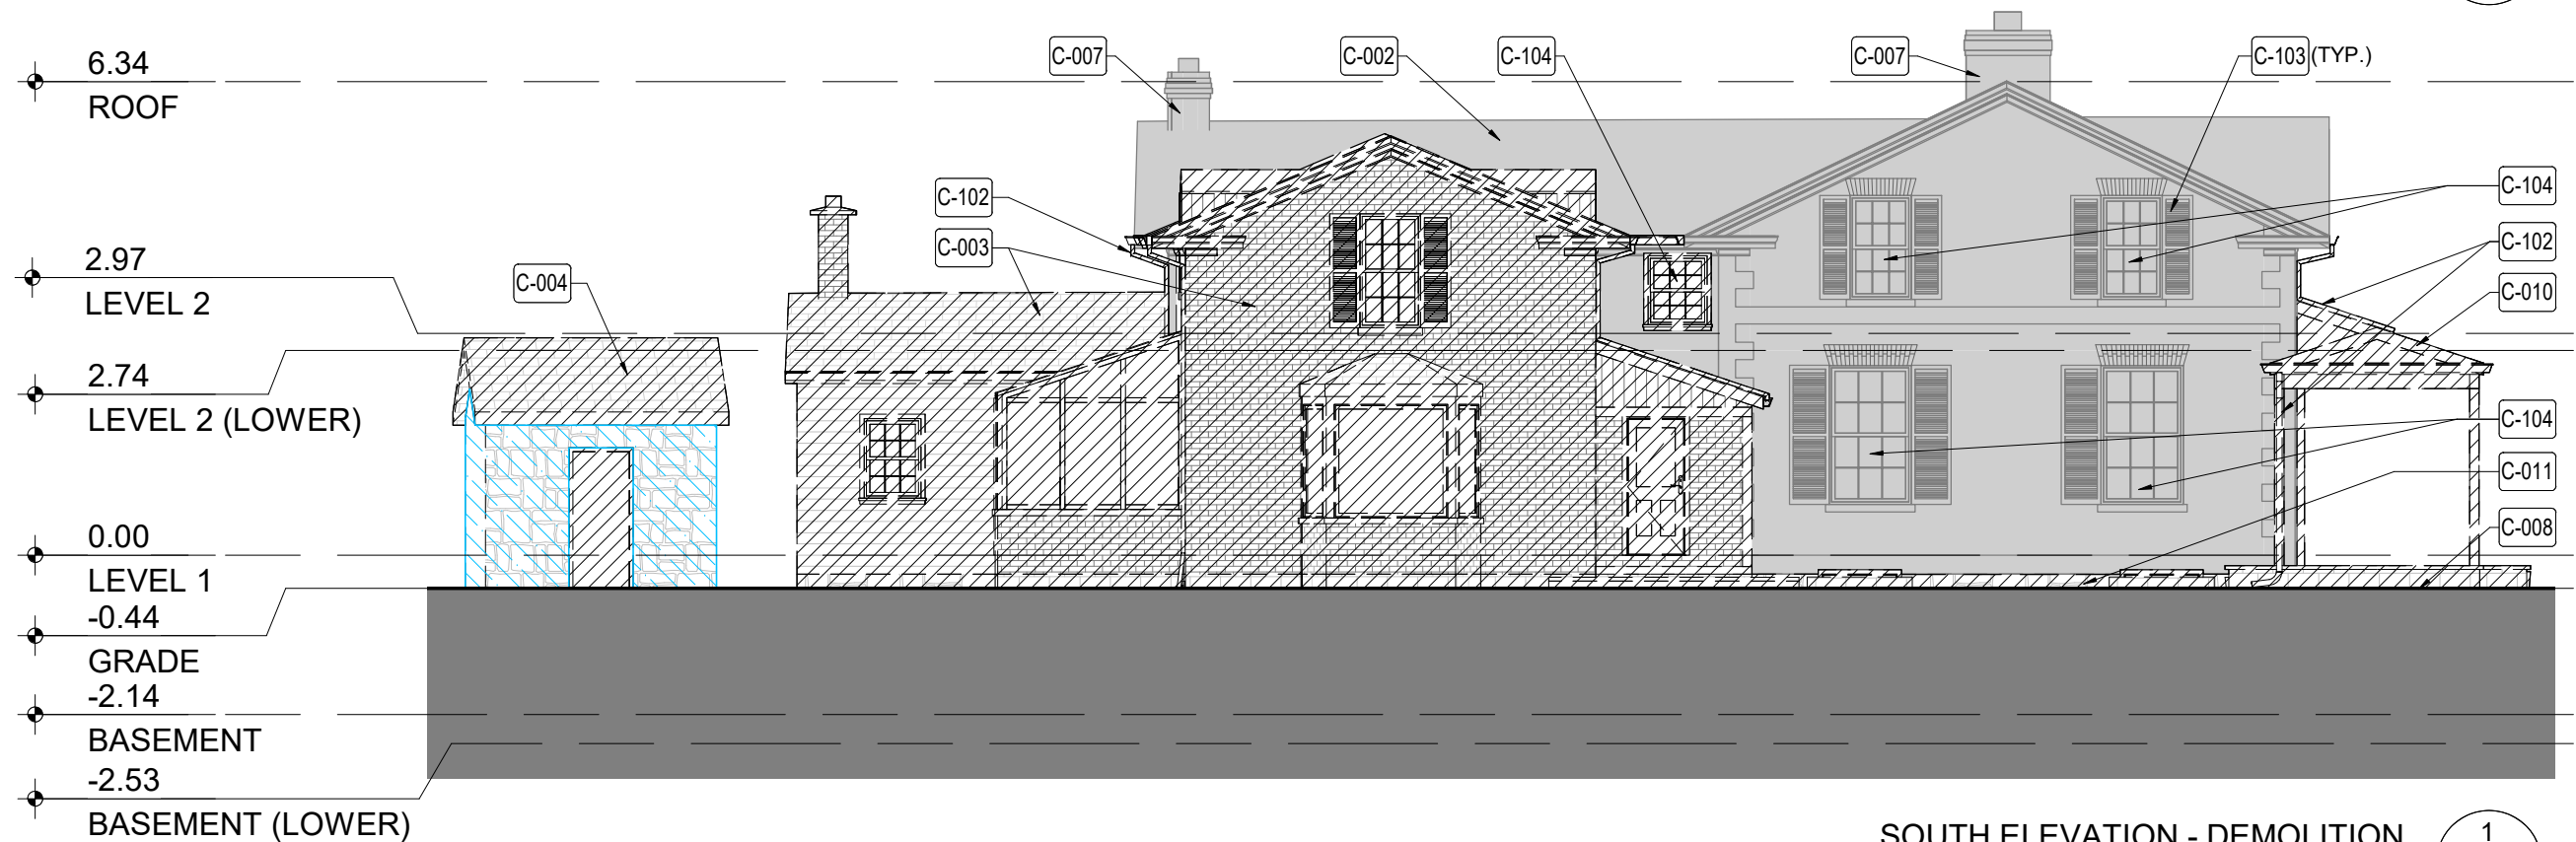 6.34
ROOF
C-007
C-002
C-104
C-007
C-103 (TYP.)
C-104
C-102
C-003
C-102
C-010
2.97
LEVEL 2
C-004
2.74
LEVEL 2 (LOWER)
C-104
C-011
C-008
0.00
LEVEL 1
-0.44
GRADE
-2.14
BASEMENT
-2.53
BASEMENT (LOWER)
SOUTH ELEVATION - DEMOLITION
1